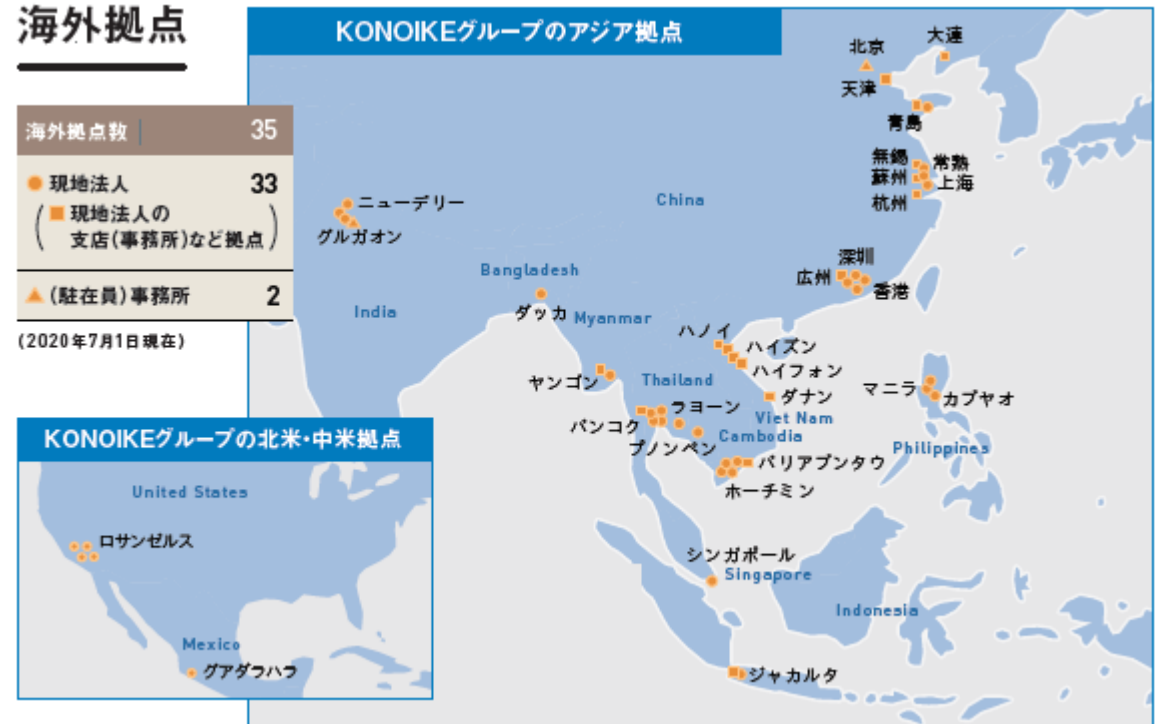 海外拠点
海外拠点数 35
現地法人 33
(現地法人の
支店(事務所)など拠点)
(駐在員)事務所 2
(2020年7月1日現在)
KONOIKEグループのアジア拠点
北京
大連
天津
青島
無錫
常熟
蘇州
上海
杭州
China
ニューデリー
グルガオン
深圳
広州
香港
Bangladesh
India
ダッカ
Myanmar
ハノイ
ハイズン
ハイフォン
ヤンゴン
Thailand
ダナン
マニラ
カブヤオ
ラヨーン
バンコク
Viet Nam
Cambodia
プノンペン
Philippines
バリアブンタウ
ホーチミン
シンガポール
Singapore
Indonesia
ジャカルタ
KONOIKEグループの北米・中米拠点
United States
ロサンゼルス
Mexico
グアダラハラ